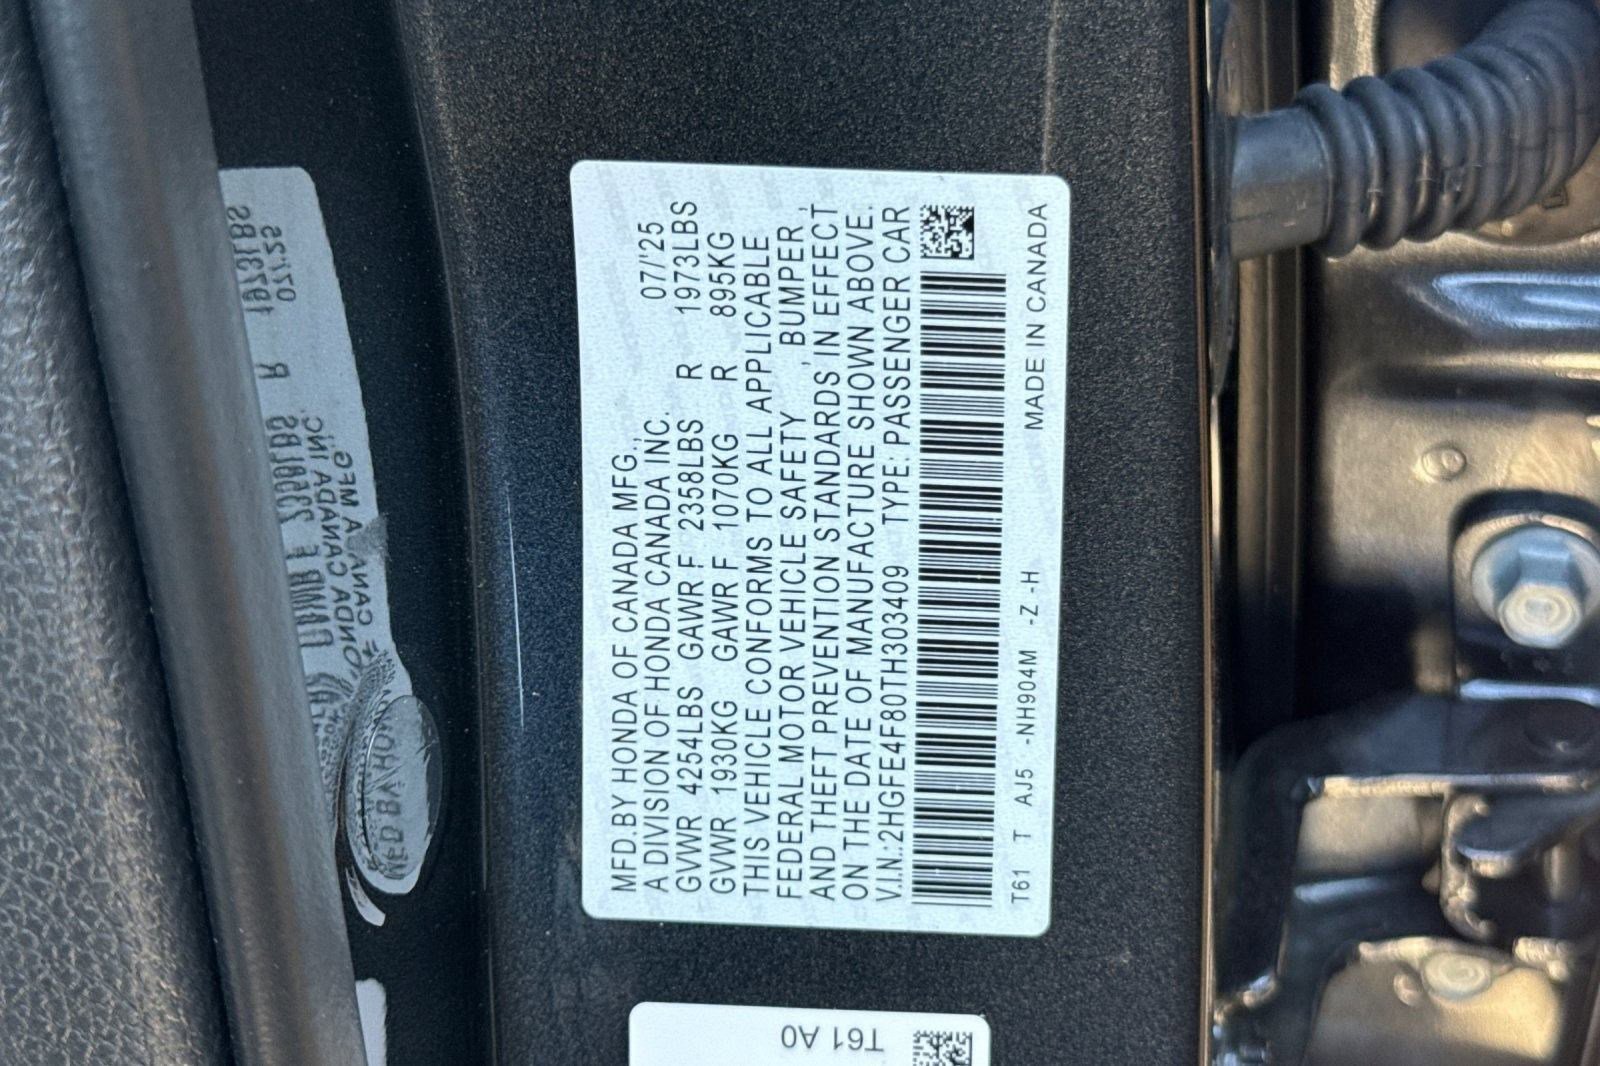 MFD.BY HONDA OF CANADA MFG., 07/'25
A DIVISION OF HONDA CANADA INC.
GVWR 4254LBS GAWR F 2358LBS R 1973LBS
GVWR 1930KG GAWR F 1070KG R 895KG
THIS VEHICLE CONFORMS TO ALL APPLICABLE
FEDERAL MOTOR VEHICLE SAFETY, BUMPER,
AND THEFT PREVENTION STANDARDS IN EFFECT
ON THE DATE OF MANUFACTURE SHOWN ABOVE.
V.I.N.:2HGFE4F80TH303409 TYPE: PASSENGER CAR
T61 T AJ5 -NH904M -Z -H MADE IN CANADA
T61 A0